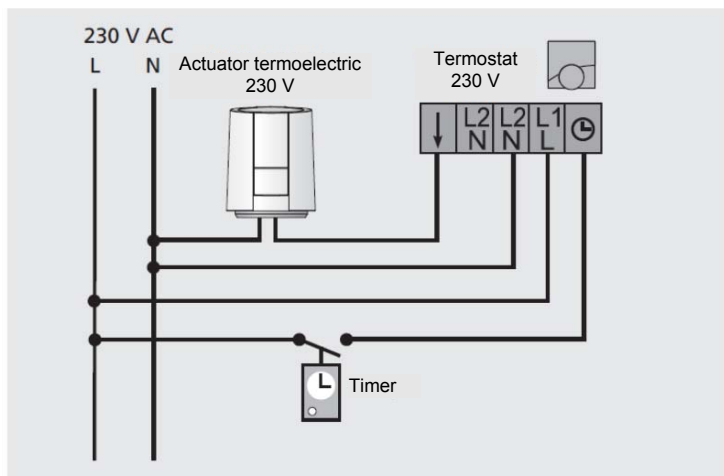 230 V AC
L N
Actuator termoelectric
230 V
Termostat
230 V
↓ L2 L2 L1
N N L
Timer